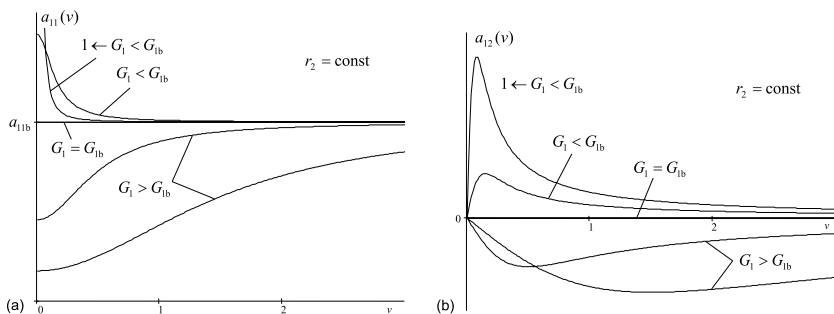 a₁₁(ν)
1 ← G₁ < G₁b
G₁ < G₁b
r₂ = const
a₁₁b
G₁ = G₁b
G₁ > G₁b
(a)
0
1
2
ν
(b)
a₁₂(ν)
1 ← G₁ < G₁b
r₂ = const
G₁ < G₁b
G₁ = G₁b
0
1
2
ν
G₁ > G₁b